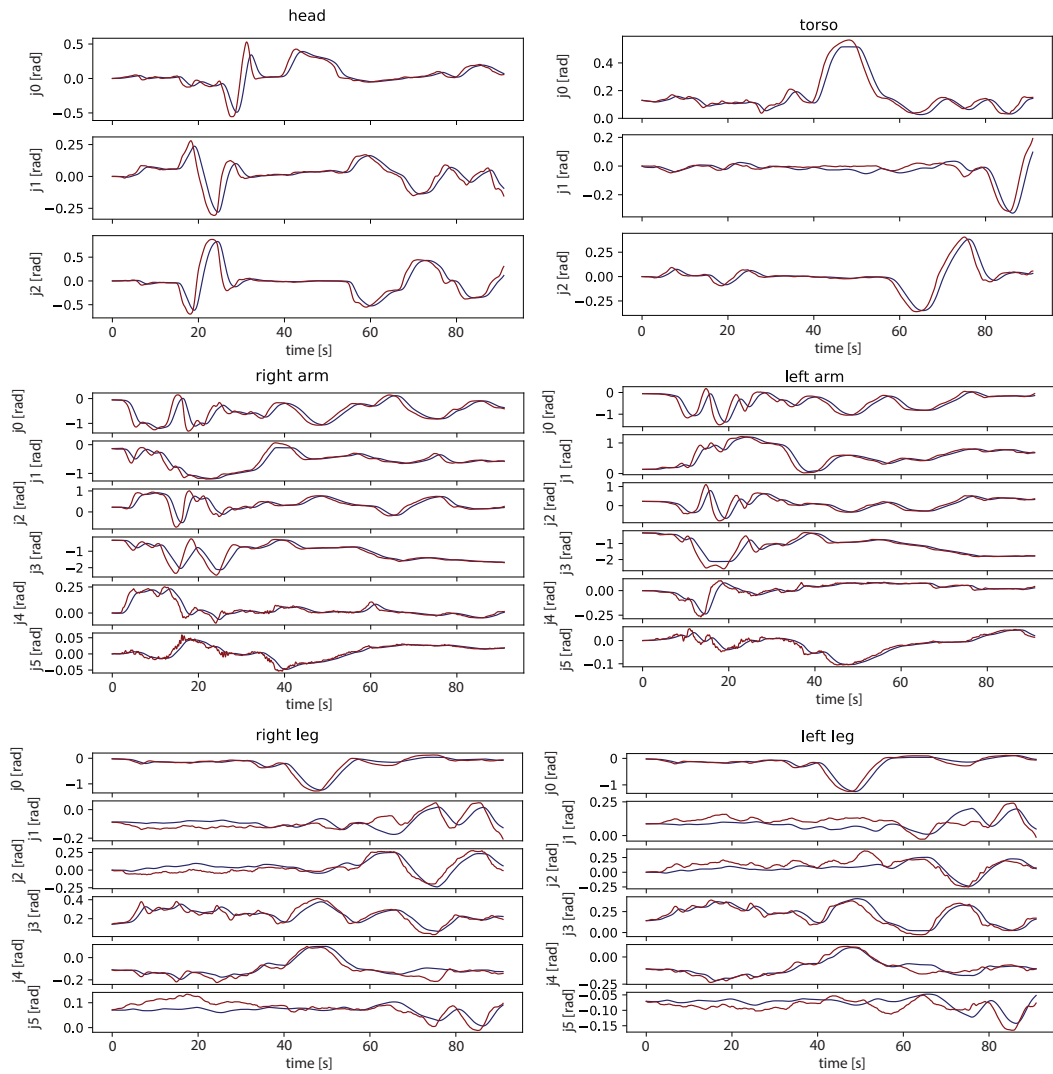 head
j0 [rad]
0.5
0.0
−0.5
j1 [rad]
0.25
0.00
−0.25
j2 [rad]
0.5
0.0
−0.5
0 20 40 60 80
time [s]
torso
j0 [rad]
0.4
0.2
0.0
j1 [rad]
0.2
0.0
−0.2
j2 [rad]
0.25
0.00
−0.25
0 20 40 60 80
time [s]
right arm
j0 [rad]
0
−1
j1 [rad]
0
−1
j2 [rad]
1
0
j3 [rad]
−1
−2
j4 [rad]
0.25
0.00
j5 [rad]
0.05
0.00
−0.05
0 20 40 60 80
time [s]
left arm
j0 [rad]
0
−1
j1 [rad]
1
0
j2 [rad]
1
0
j3 [rad]
−1
−2
j4 [rad]
0.00
−0.25
j5 [rad]
0.0
−0.1
0 20 40 60 80
time [s]
right leg
j0 [rad]
0
−1
j1 [rad]
0.0
−0.2
j2 [rad]
0.25
0.00
−0.25
j3 [rad]
0.4
0.2
j4 [rad]
0.0
−0.2
j5 [rad]
0.1
0.0
0 20 40 60 80
time [s]
left leg
j0 [rad]
0
−1
j1 [rad]
0.25
0.00
j2 [rad]
0.25
0.00
−0.25
j3 [rad]
0.25
0.00
j4 [rad]
0.00
−0.25
j5 [rad]
−0.05
−0.10
−0.15
0 20 40 60 80
time [s]